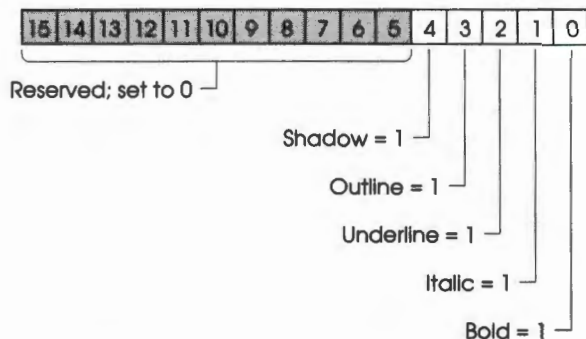 15 14 13 12 11 10 9 8 7 6 5 4 3 2 1 0
Reserved; set to 0
Shadow = 1
Outline = 1
Underline = 1
Italic = 1
Bold = 1